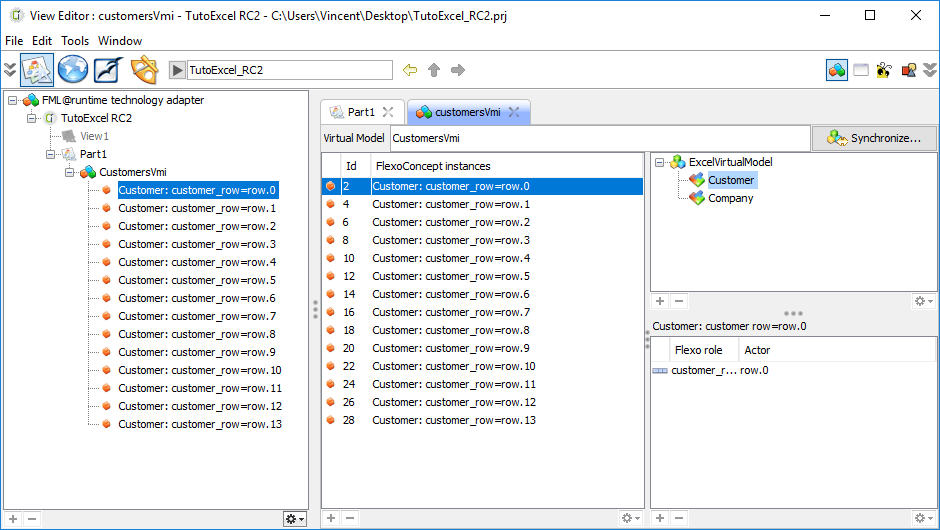 View Editor : customersVmi - TutoExcel RC2 - C:\Users\Vincent\Desktop\TutoExcel_RC2.prj
File Edit Tools Window
TutoExcel_RC2
FML@runtime technology adapter
TutoExcel RC2
View1
Part1
CustomersVmi
Customer: customer_row=row.0
Customer: customer_row=row.1
Customer: customer_row=row.2
Customer: customer_row=row.3
Customer: customer_row=row.4
Customer: customer_row=row.5
Customer: customer_row=row.6
Customer: customer_row=row.7
Customer: customer_row=row.8
Customer: customer_row=row.9
Customer: customer_row=row.10
Customer: customer_row=row.11
Customer: customer_row=row.12
Customer: customer_row=row.13
Part1 customersVmi
Virtual Model CustomersVmi Synchronize...
Id FlexoConcept instances
2 Customer: customer_row=row.0
4 Customer: customer_row=row.1
6 Customer: customer_row=row.2
8 Customer: customer_row=row.3
10 Customer: customer_row=row.4
12 Customer: customer_row=row.5
14 Customer: customer_row=row.6
16 Customer: customer_row=row.7
18 Customer: customer_row=row.8
20 Customer: customer_row=row.9
22 Customer: customer_row=row.10
24 Customer: customer_row=row.11
26 Customer: customer_row=row.12
28 Customer: customer_row=row.13
ExcelVirtualModel
Customer
Company
Customer: customer row=row.0
Flexo role Actor
customer_r... row.0